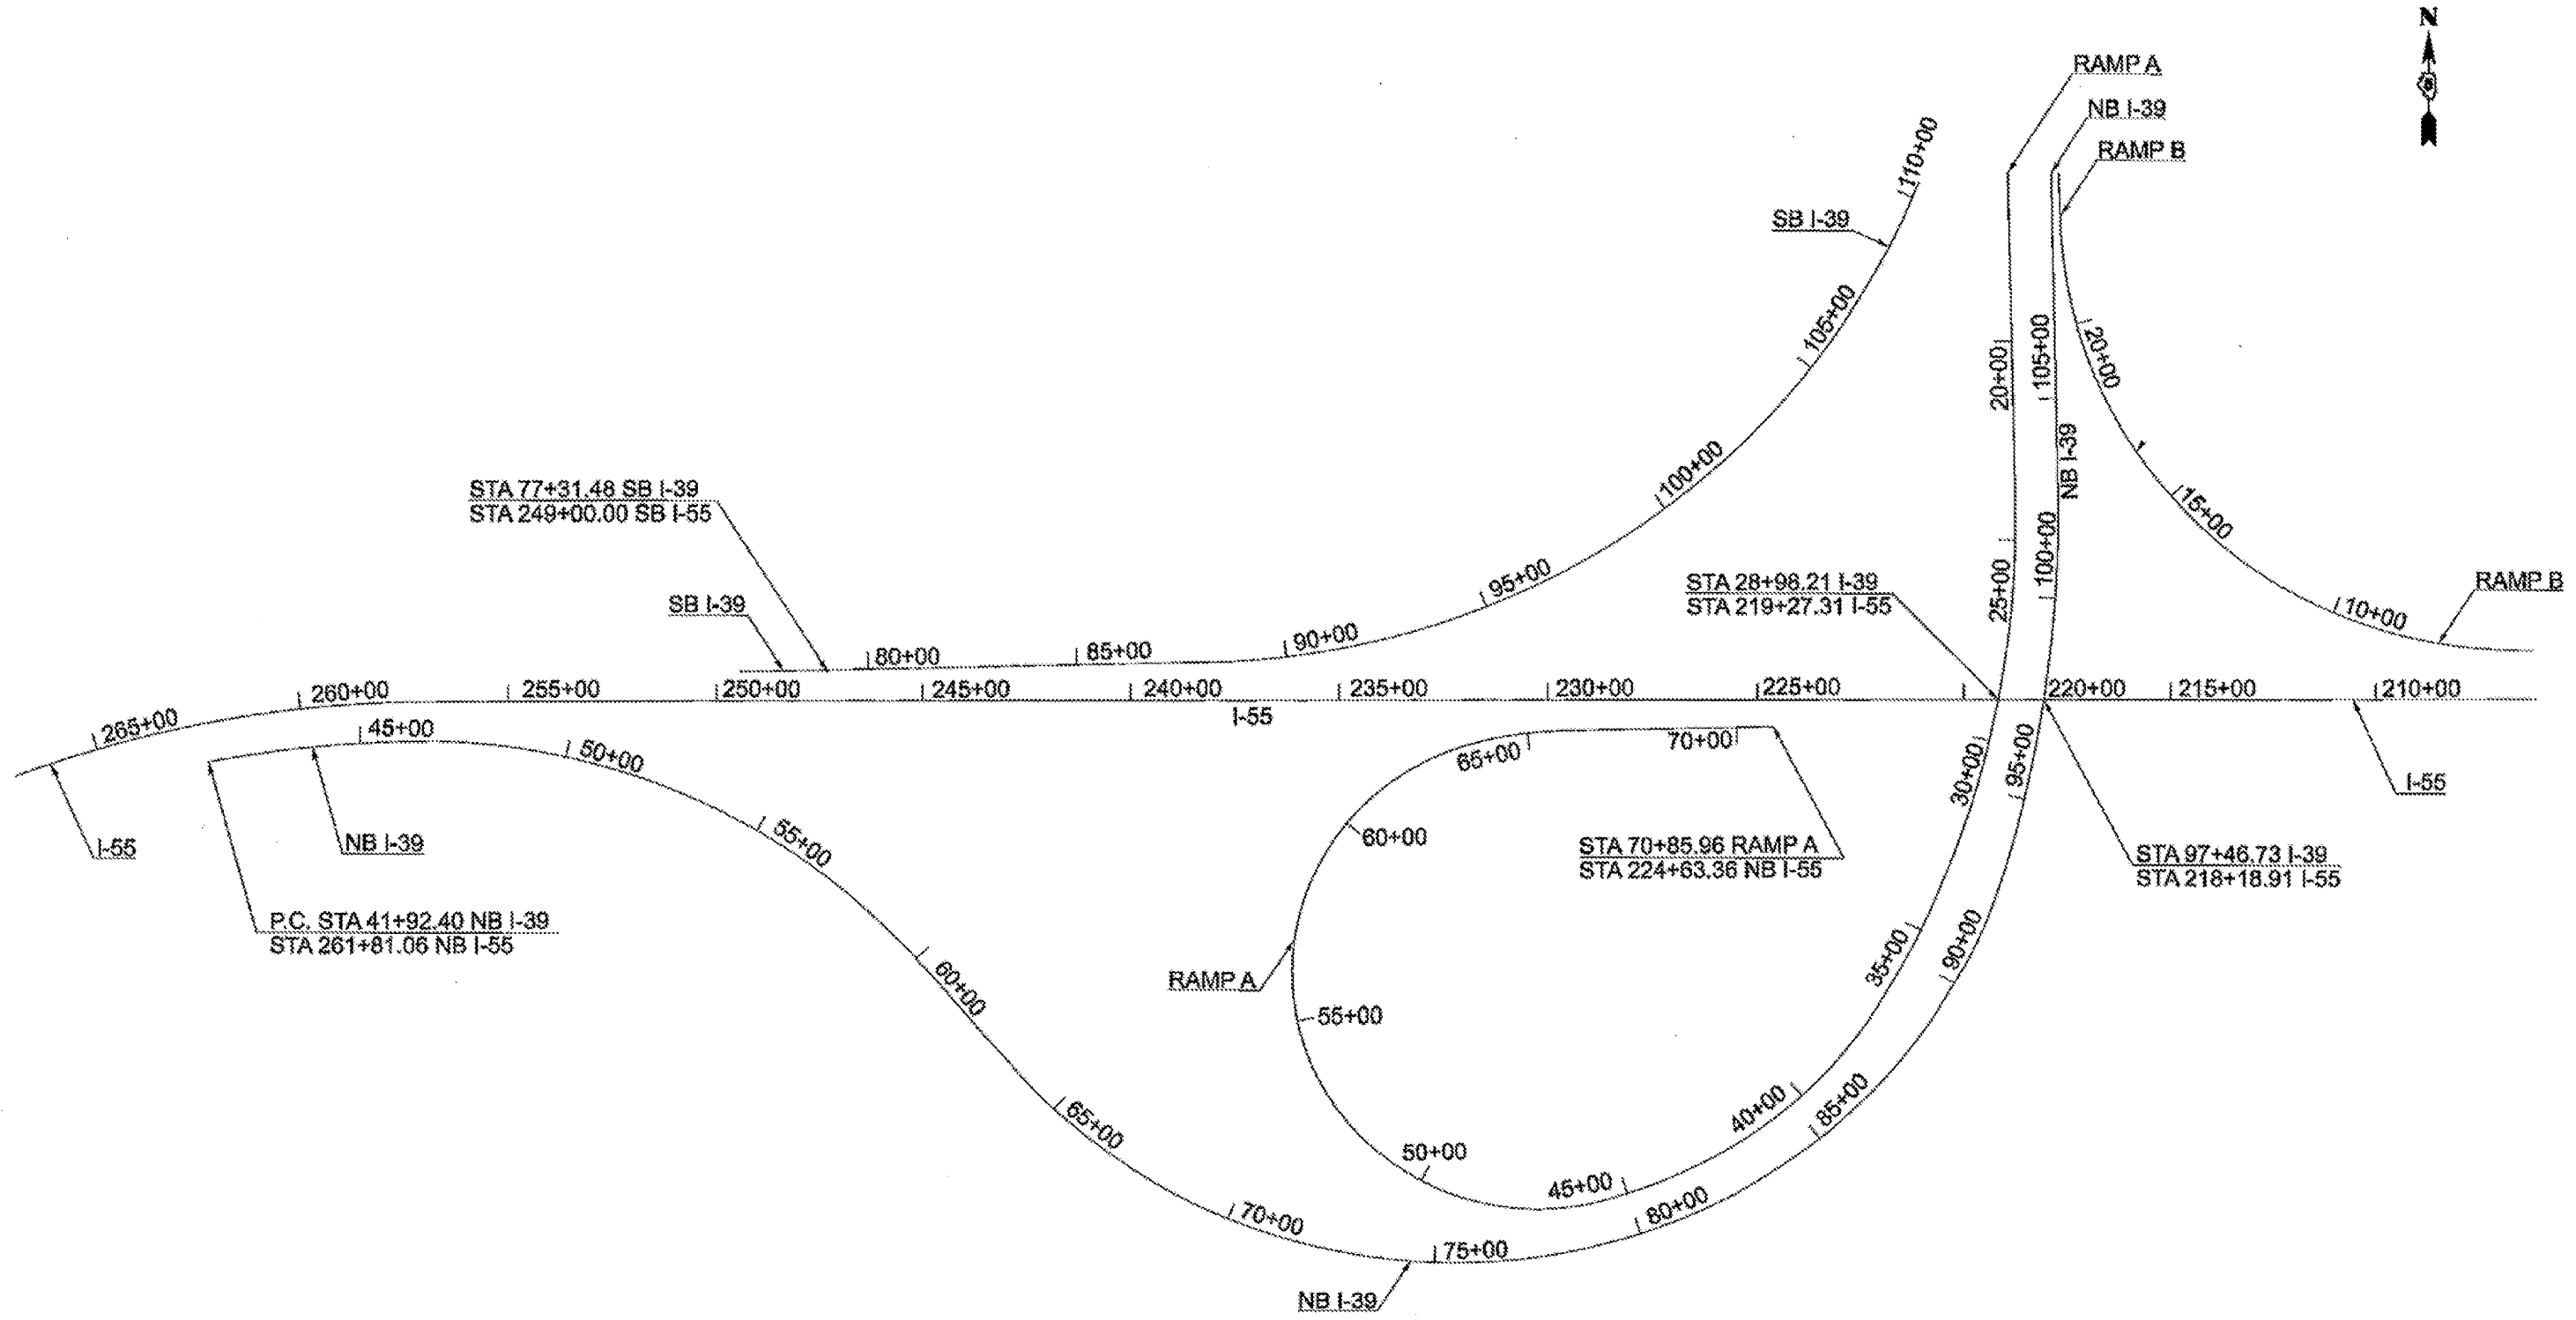 N
RAMP A
NB I-39
RAMP B
110+00
SB I-39
105+00
20+00
105+00
20+00
NB I-39
100+00
STA 77+31.48 SB I-39
STA 249+00.00 SB I-55
15+00
100+00
95+00
STA 28+98.21 I-39
STA 219+27.31 I-55
25+00
RAMP B
SB I-39
10+00
90+00
80+00
85+00
260+00
255+00
250+00
245+00
240+00
235+00
230+00
225+00
220+00
215+00
210+00
I-55
265+00
45+00
50+00
65+00
70+00
30+00
95+00
I-55
55+00
60+00
I-55
NB I-39
STA 70+85.96 RAMP A
STA 224+63.36 NB I-55
STA 97+46.73 I-39
STA 218+18.91 I-55
P.C. STA 41+92.40 NB I-39
STA 261+81.06 NB I-55
35+00
90+00
60+00
RAMP A
55+00
40+00
85+00
65+00
50+00
45+00
80+00
70+00
75+00
NB I-39